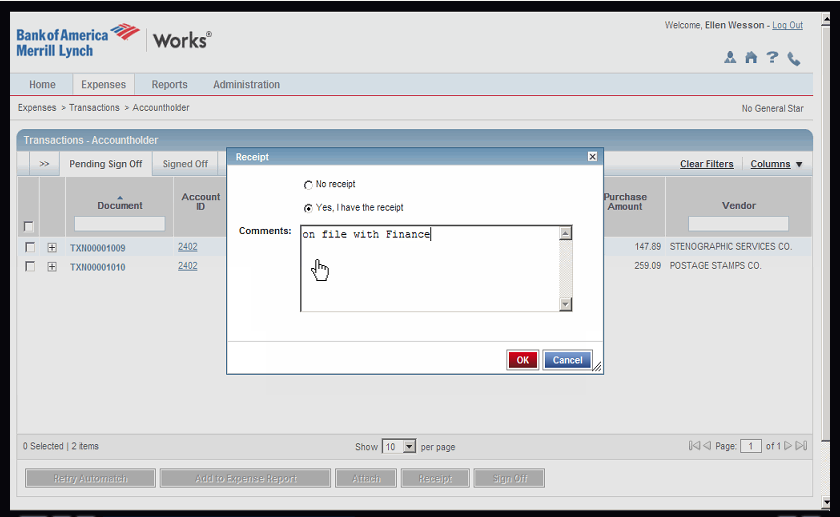 Welcome, Ellen Wesson - Log Out
Bank of America
Merrill Lynch
Works®
?
Home Expenses Reports Administration
Expenses > Transactions > Accountholder No General Star
Transactions - Accountholder
>> Pending Sign Off Signed Off Clear Filters Columns ▼
Document Account ID Purchase Amount Vendor
TXN00001009 2402 147.89 STENOGRAPHIC SERVICES CO.
TXN00001010 2402 259.09 POSTAGE STAMPS CO.
Receipt
No receipt
Yes, I have the receipt
Comments: on file with Finance
OK Cancel
0 Selected | 2 items Show 10 per page Page: 1 of 1
Retry Automatch Add to Expense Report Attach Receipt Sign Off